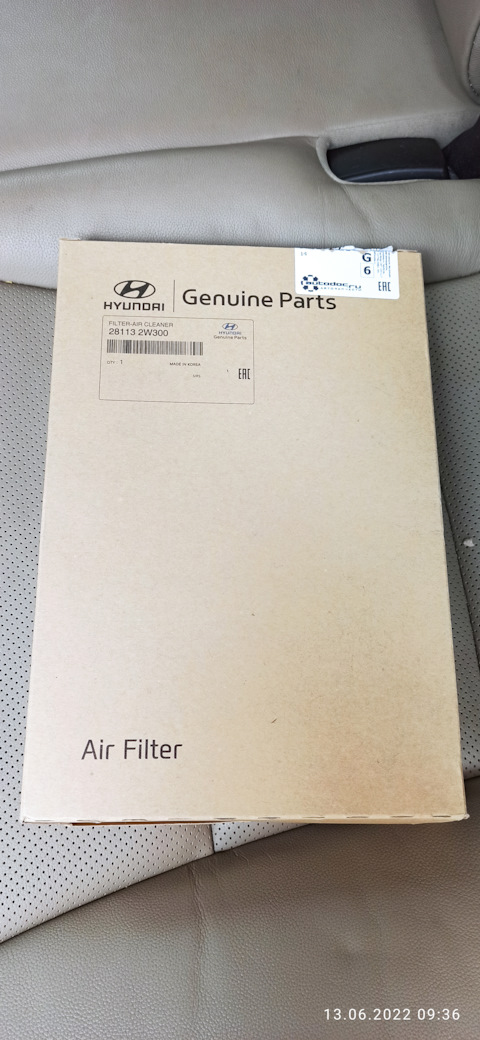 G
6
autodoc.ru
EAC
HYUNDAI
Genuine Parts
FILTER-AIR CLEANER
28113 2W300
HYUNDAI
Genuine Parts
QTY : 1
MADE IN KOREA
1
EAC
Air Filter
13.06.2022 09:36